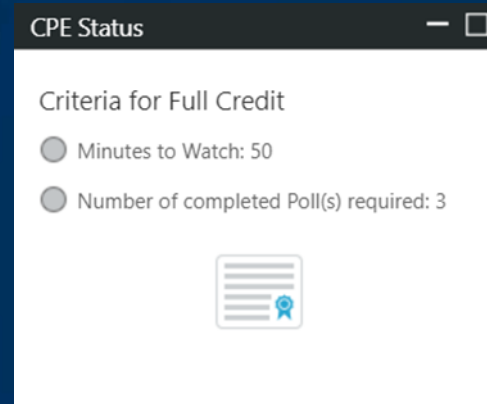 CPE Status
Criteria for Full Credit
Minutes to Watch: 50
Number of completed Poll(s) required: 3